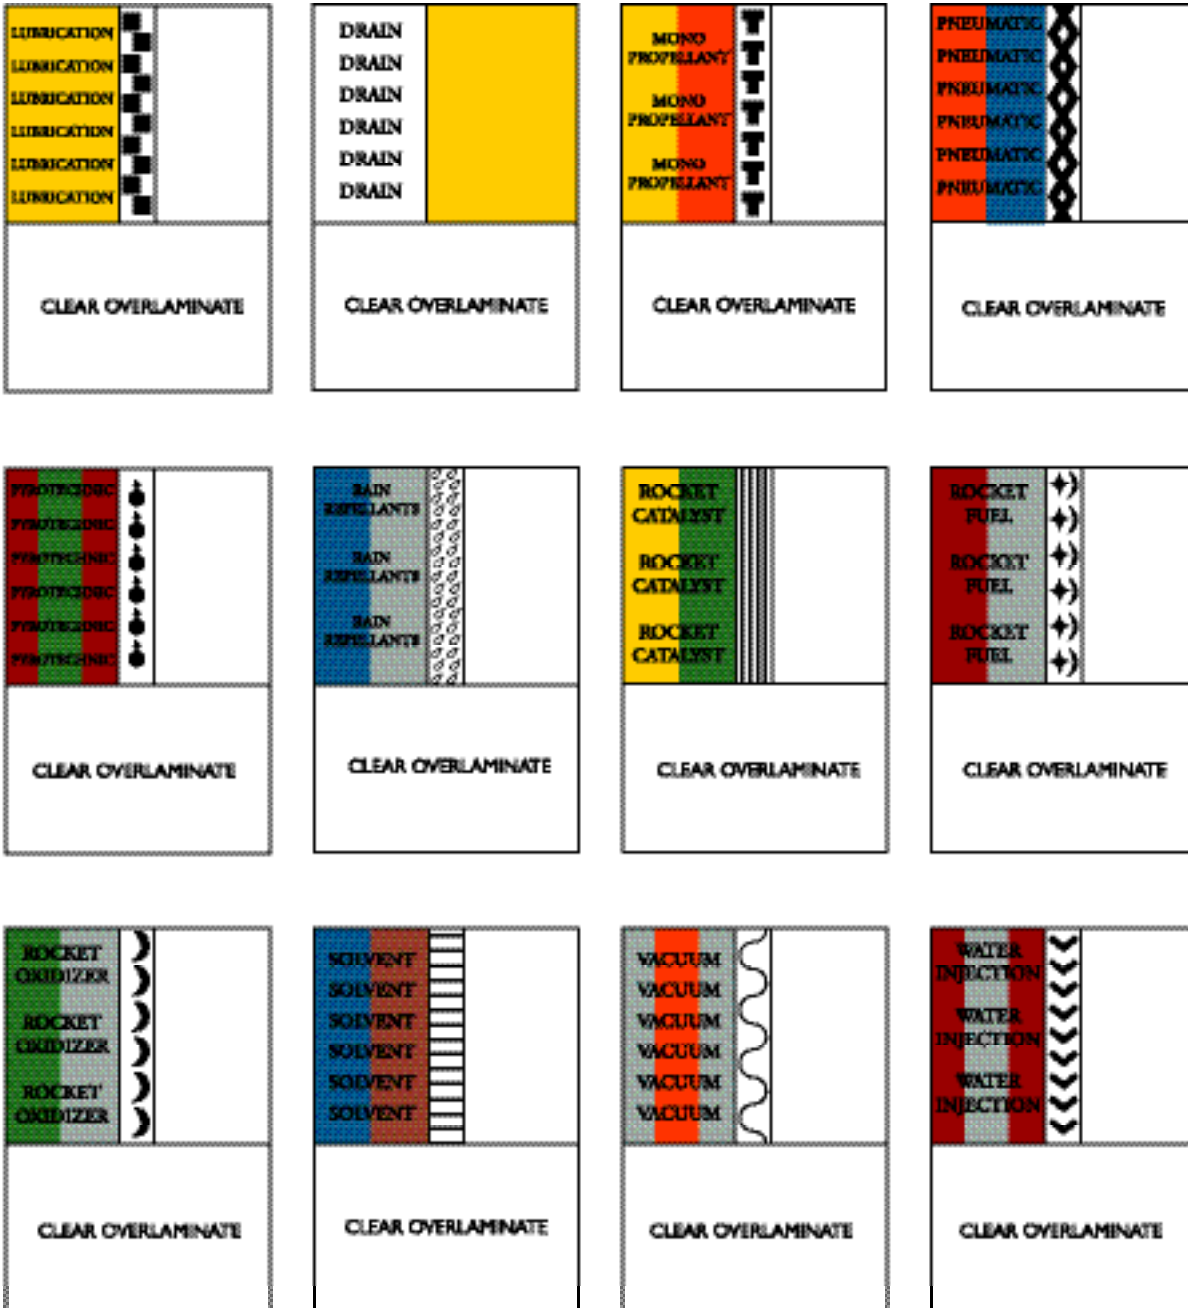 LUBRICATION
LUBRICATION
LUBRICATION
LUBRICATION
LUBRICATION
LUBRICATION
CLEAR OVERLAMINATE
DRAIN
DRAIN
DRAIN
DRAIN
DRAIN
DRAIN
CLEAR OVERLAMINATE
MONO
PROPELLANT
MONO
PROPELLANT
MONO
PROPELLANT
CLEAR OVERLAMINATE
PNEUMATIC
PNEUMATIC
PNEUMATIC
PNEUMATIC
PNEUMATIC
PNEUMATIC
CLEAR OVERLAMINATE
PYROTECHNIC
PYROTECHNIC
PYROTECHNIC
PYROTECHNIC
PYROTECHNIC
PYROTECHNIC
CLEAR OVERLAMINATE
RAIN
REPELLANTS
RAIN
REPELLANTS
RAIN
REPELLANTS
CLEAR OVERLAMINATE
ROCKET
CATALYST
ROCKET
CATALYST
ROCKET
CATALYST
CLEAR OVERLAMINATE
ROCKET
FUEL
ROCKET
FUEL
ROCKET
FUEL
CLEAR OVERLAMINATE
ROCKET
OXIDIZER
ROCKET
OXIDIZER
ROCKET
OXIDIZER
CLEAR OVERLAMINATE
SOLVENT
SOLVENT
SOLVENT
SOLVENT
SOLVENT
SOLVENT
CLEAR OVERLAMINATE
VACUUM
VACUUM
VACUUM
VACUUM
VACUUM
VACUUM
CLEAR OVERLAMINATE
WATER
INJECTION
WATER
INJECTION
WATER
INJECTION
CLEAR OVERLAMINATE